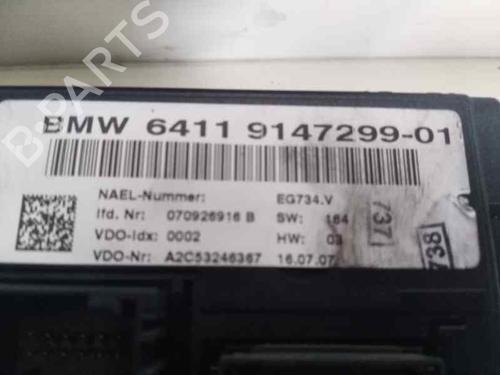 BMW 6411 9147299-01
NAEL-Nummer: EG734.V
lfd. Nr: 070926916 B SW: 164
VDO-Idx: 0002 HW: 03
VDO-Nr: A2C53246367 16.07.07
737
738
B-Parts